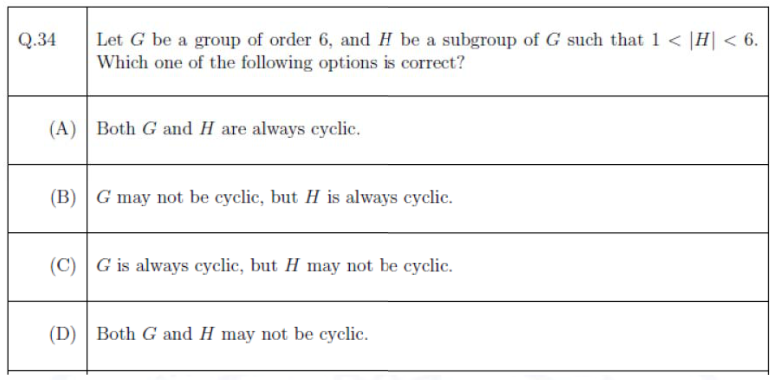 Q.34 Let G be a group of order 6, and H be a subgroup of G such that 1 < |H| < 6.
Which one of the following options is correct?
(A) Both G and H are always cyclic.
(B) G may not be cyclic, but H is always cyclic.
(C) G is always cyclic, but H may not be cyclic.
(D) Both G and H may not be cyclic.